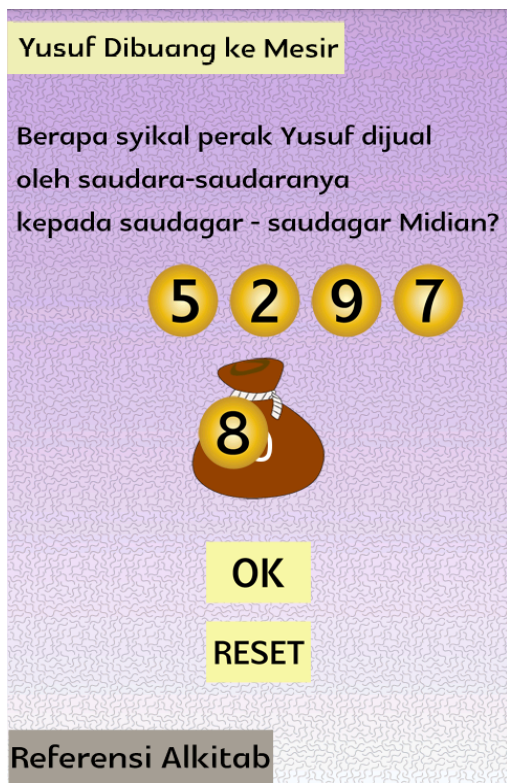 Yusuf Dibuang ke Mesir
Berapa syikal perak Yusuf dijual
oleh saudara-saudaranya
kepada saudagar - saudagar Midian?
5 2 9 7
8
OK
RESET
Referensi Alkitab